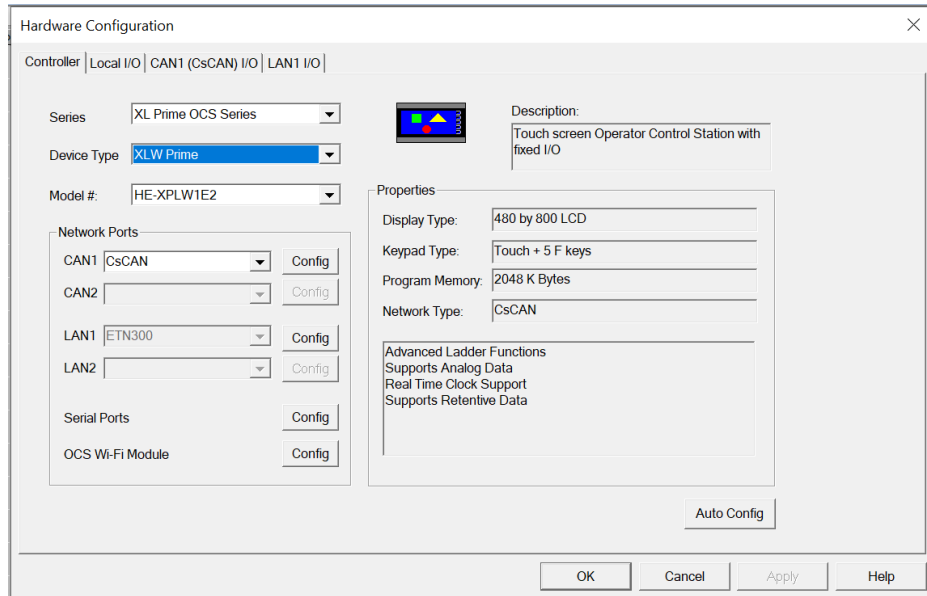 Hardware Configuration
Controller
Local I/O
CAN1 (CsCAN) I/O
LAN1 I/O
Series
XL Prime OCS Series
Device Type
XLW Prime
Model #:
HE-XPLW1E2
Network Ports
CAN1
CsCAN
Config
CAN2
Config
LAN1
ETN300
Config
LAN2
Config
Serial Ports
Config
OCS Wi-Fi Module
Config
Description:
Touch screen Operator Control Station with
fixed I/O
Properties
Display Type:
480 by 800 LCD
Keypad Type:
Touch + 5 F keys
Program Memory:
2048 K Bytes
Network Type:
CsCAN
Advanced Ladder Functions
Supports Analog Data
Real Time Clock Support
Supports Retentive Data
Auto Config
OK
Cancel
Apply
Help